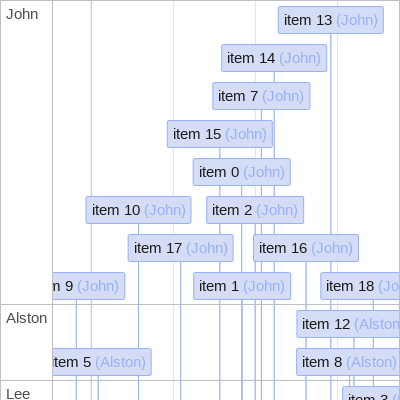 John
item 13 (John)
item 14 (John)
item 7 (John)
item 15 (John)
item 0 (John)
item 10 (John)
item 2 (John)
item 17 (John)
item 16 (John)
m 9 (John)
item 1 (John)
item 18 (Jo
Alston
item 12 (Alston
item 5 (Alston)
item 8 (Alston)
Lee
item 3